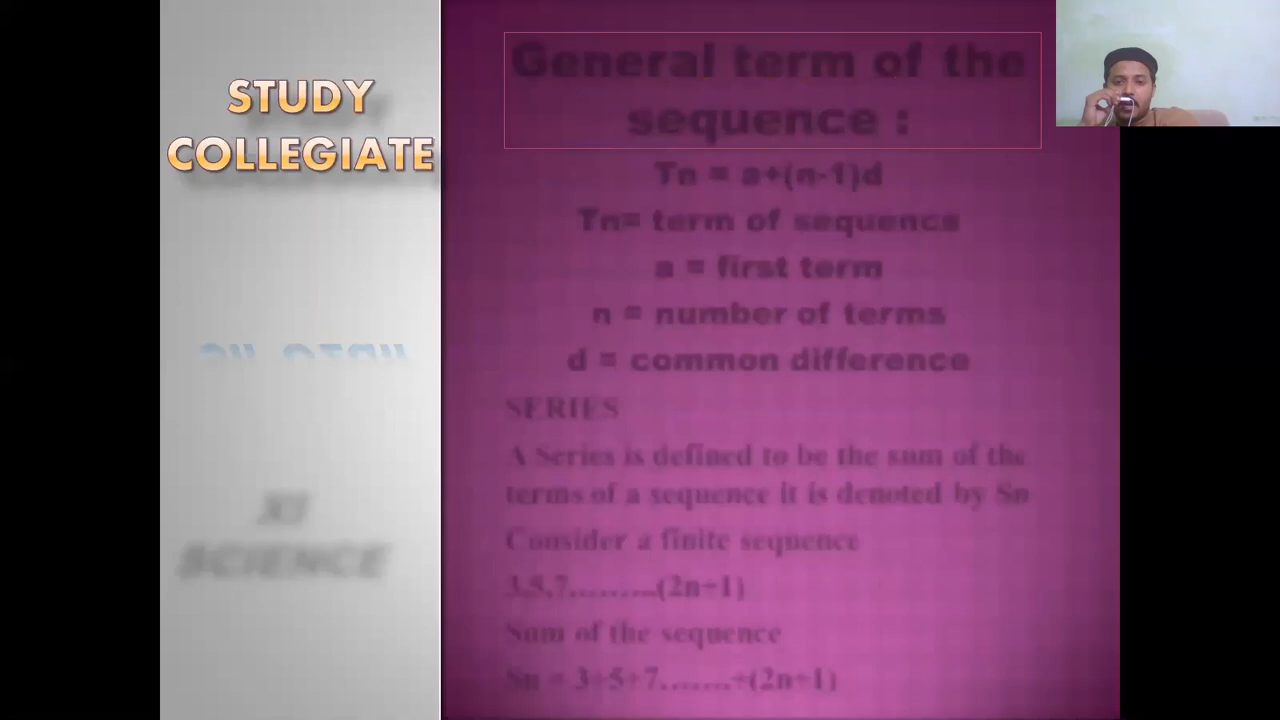 STUDY
COLLEGIATE
XI
SCIENCE
General term of the
sequence :
Tn = a+(n-1)d
Tn= term of sequence
a = first term
n = number of terms
d = common difference
SERIES
A Series is defined to be the sum of the
terms of a sequence it is denoted by Sn
Consider a finite sequence
3,5,7.........(2n+1)
Sum of the sequence
Sn = 3+5+7.......+(2n+1)